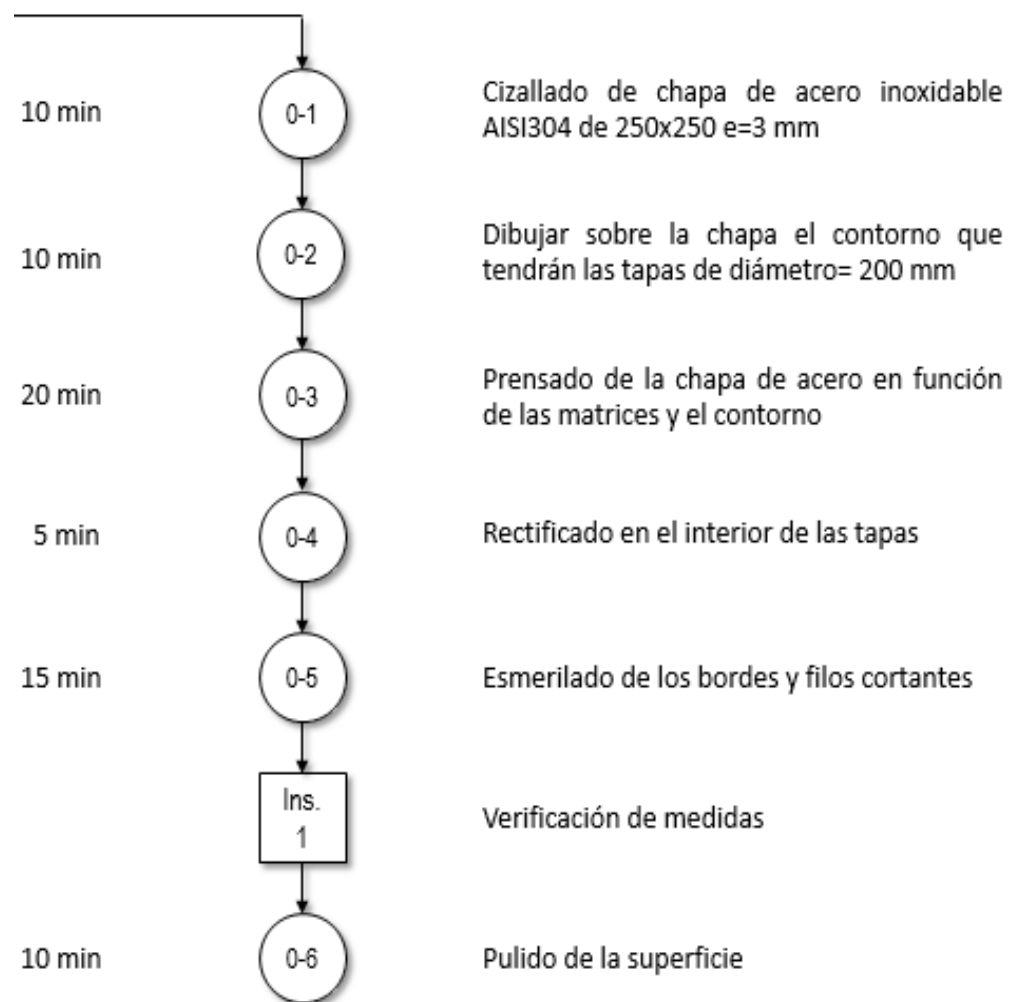 10 min
0-1
Cizallado de chapa de acero inoxidable
AISI304 de 250x250 e=3 mm
10 min
0-2
Dibujar sobre la chapa el contorno que
tendrán las tapas de diámetro= 200 mm
20 min
0-3
Prensado de la chapa de acero en función
de las matrices y el contorno
5 min
0-4
Rectificado en el interior de las tapas
15 min
0-5
Esmerilado de los bordes y filos cortantes
Ins.
1
Verificación de medidas
10 min
0-6
Pulido de la superficie